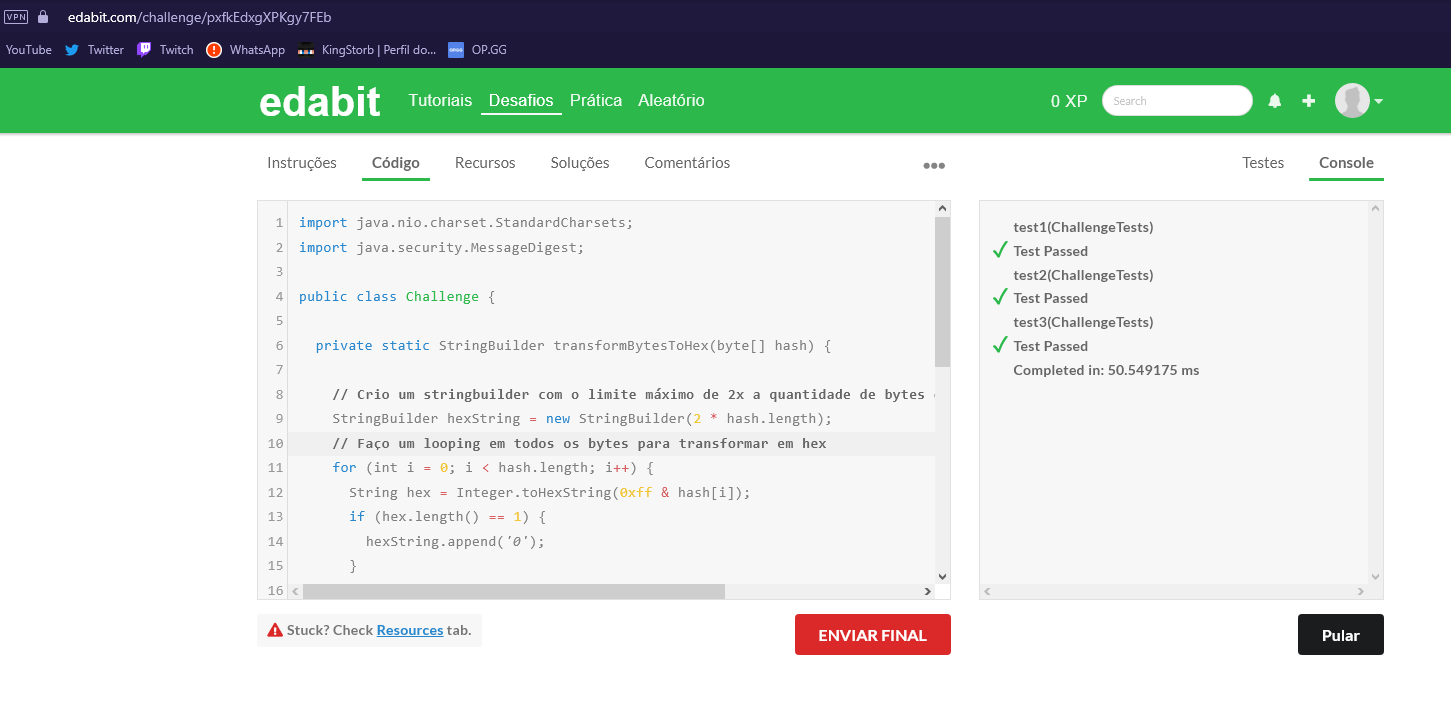 VPN edabit.com/challenge/pxfkEdxgXPKgy7FEb
YouTube Twitter Twitch WhatsApp KingStorb | Perfil do... OP.GG
edabit Tutoriais Desafios Prática Aleatório 0 XP Search
Instruções Código Recursos Soluções Comentários ••• Testes Console
1 import java.nio.charset.StandardCharsets;
2 import java.security.MessageDigest;
3
4 public class Challenge {
5
6 private static StringBuilder transformBytesToHex(byte[] hash) {
7
8 // Crio um stringbuilder com o limite máximo de 2x a quantidade de bytes
9 StringBuilder hexString = new StringBuilder(2 * hash.length);
10 // Faço um looping em todos os bytes para transformar em hex
11 for (int i = 0; i < hash.length; i++) {
12 String hex = Integer.toHexString(0xff & hash[i]);
13 if (hex.length() == 1) {
14 hexString.append('0');
15 }
16
test1(ChallengeTests)
Test Passed
test2(ChallengeTests)
Test Passed
test3(ChallengeTests)
Test Passed
Completed in: 50.549175 ms
Stuck? Check Resources tab. ENVIAR FINAL Pular